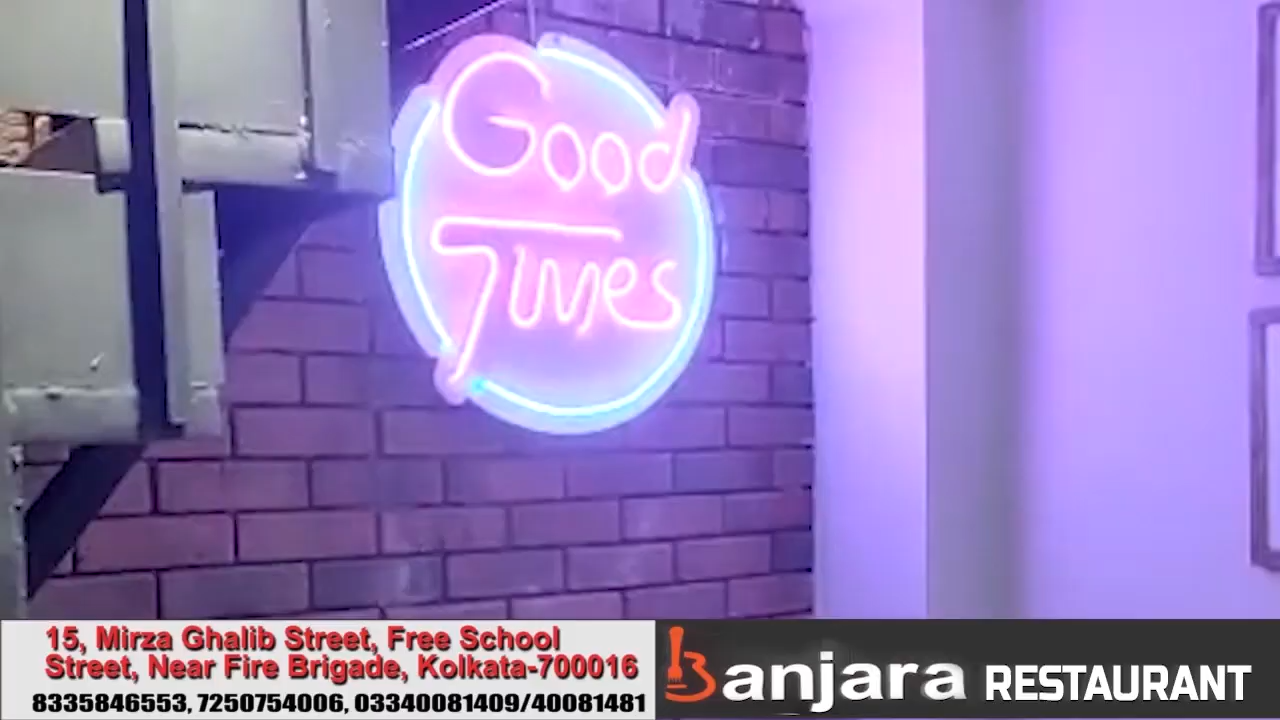 Good
Times
15, Mirza Ghalib Street, Free School
Street, Near Fire Brigade, Kolkata-700016
8335846553, 7250754006, 03340081409/40081481
Banjara RESTAURANT